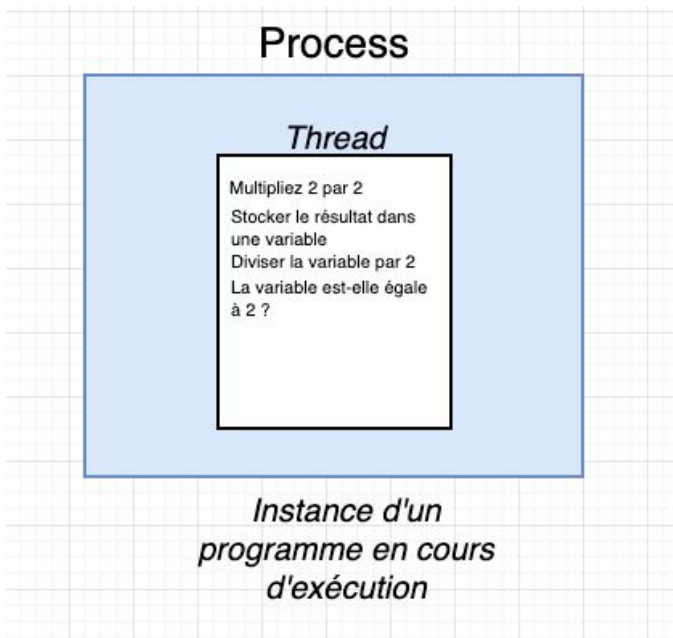 Process
Thread
Multipliez 2 par 2
Stocker le résultat dans
une variable
Diviser la variable par 2
La variable est-elle égale
à 2 ?
Instance d'un
programme en cours
d'exécution